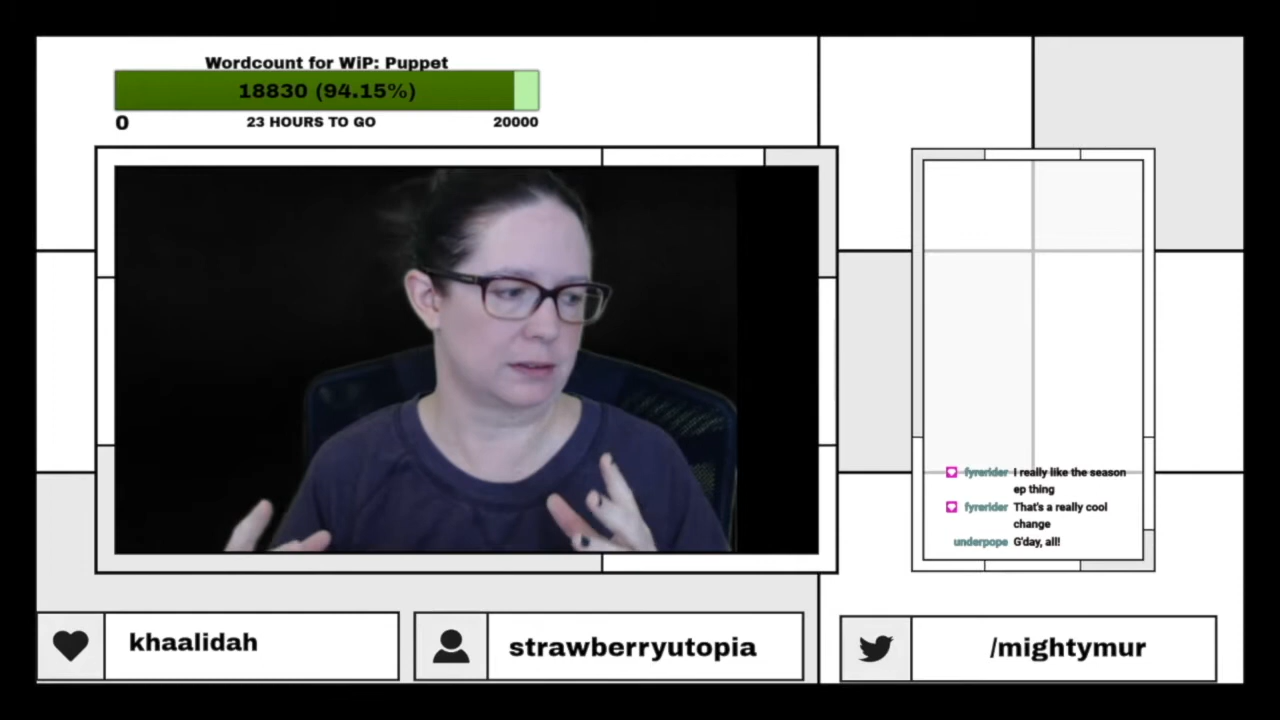 Wordcount for WiP: Puppet
18830 (94.15%)
0 23 HOURS TO GO 20000
fyrerider I really like the season
ep thing
fyrerider That's a really cool
change
underpope G'day, all!
khaalidah
strawberryutopia
/mightymur